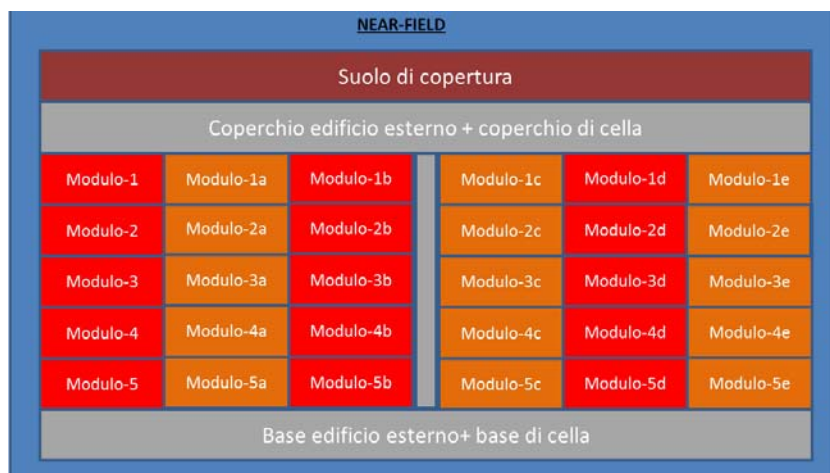 NEAR-FIELD
Suolo di copertura
Coperchio edificio esterno + coperchio di cella
Modulo-1 Modulo-1a Modulo-1b Modulo-1c Modulo-1d Modulo-1e
Modulo-2 Modulo-2a Modulo-2b Modulo-2c Modulo-2d Modulo-2e
Modulo-3 Modulo-3a Modulo-3b Modulo-3c Modulo-3d Modulo-3e
Modulo-4 Modulo-4a Modulo-4b Modulo-4c Modulo-4d Modulo-4e
Modulo-5 Modulo-5a Modulo-5b Modulo-5c Modulo-5d Modulo-5e
Base edificio esterno+ base di cella